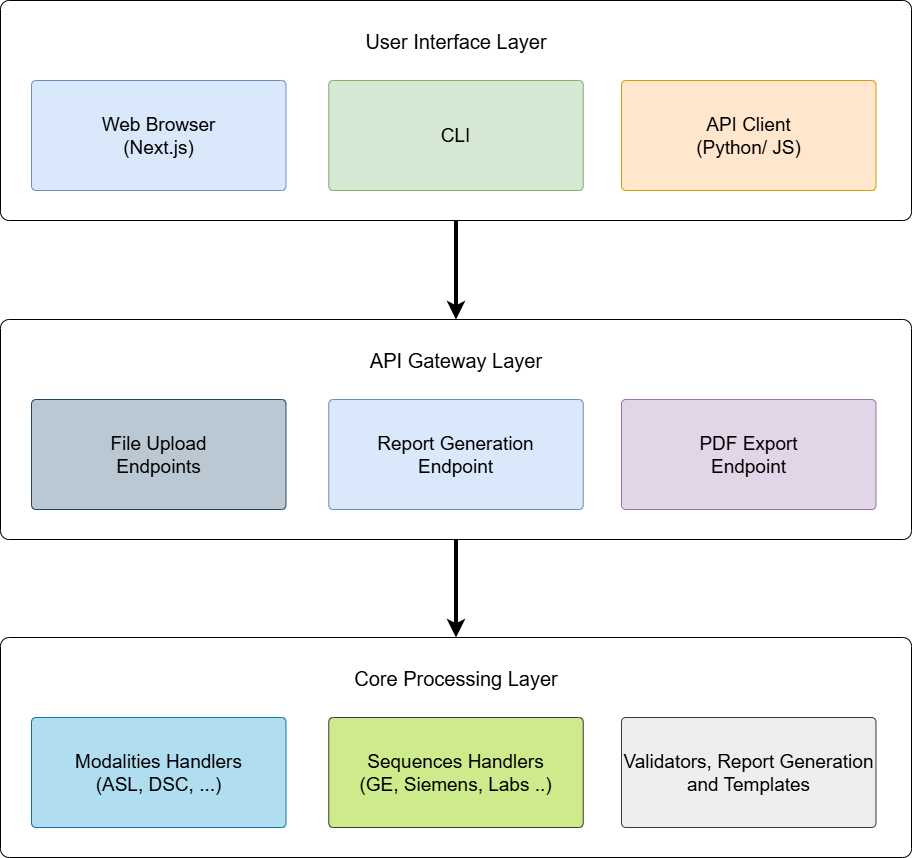 User Interface Layer
Web Browser
(Next.js)
CLI
API Client
(Python/ JS)
API Gateway Layer
File Upload
Endpoints
Report Generation
Endpoint
PDF Export
Endpoint
Core Processing Layer
Modalities Handlers
(ASL, DSC, ...)
Sequences Handlers
(GE, Siemens, Labs ..)
Validators, Report Generation
and Templates